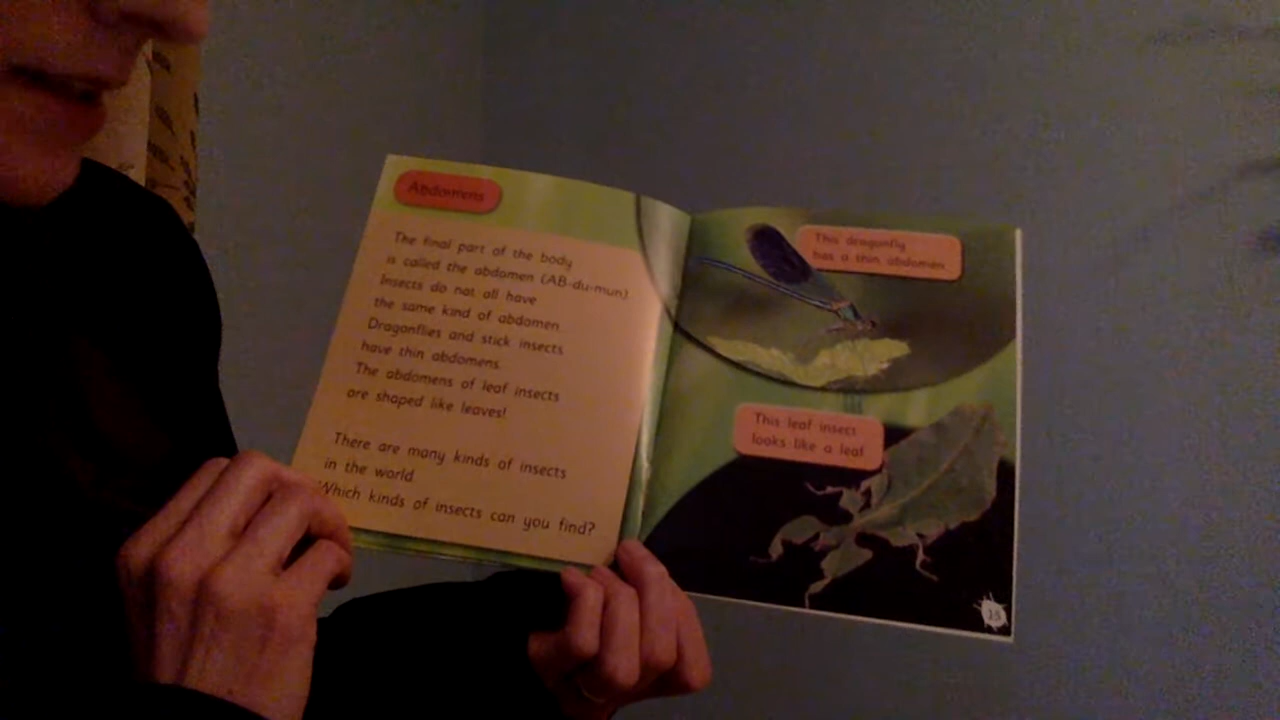 Abdomens
The final part of the body
is called the abdomen (AB-du-mun).
Insects do not all have
the same kind of abdomen.
Dragonflies and stick insects
have thin abdomens.
The abdomens of leaf insects
are shaped like leaves!
There are many kinds of insects
in the world.
Which kinds of insects can you find?
This dragonfly
has a thin abdomen.
This leaf insect
looks like a leaf.